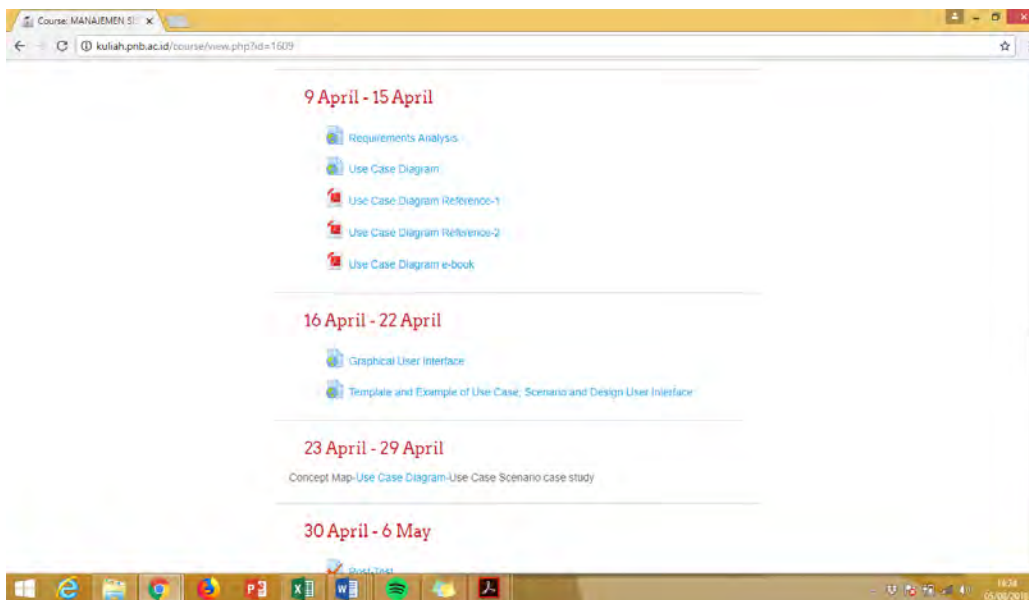 Course: MANAJEMEN SI
kuliah.pnb.ac.id/course/view.php?id=1609
9 April - 15 April
Requirements Analysis
Use Case Diagram
Use Case Diagram Reference-1
Use Case Diagram Reference-2
Use Case Diagram e-book
16 April - 22 April
Graphical User Interface
Template and Example of Use Case, Scenario and Design User Interface
23 April - 29 April
Concept Map-Use Case Diagram-Use Case Scenario case study
30 April - 6 May
Post-Test